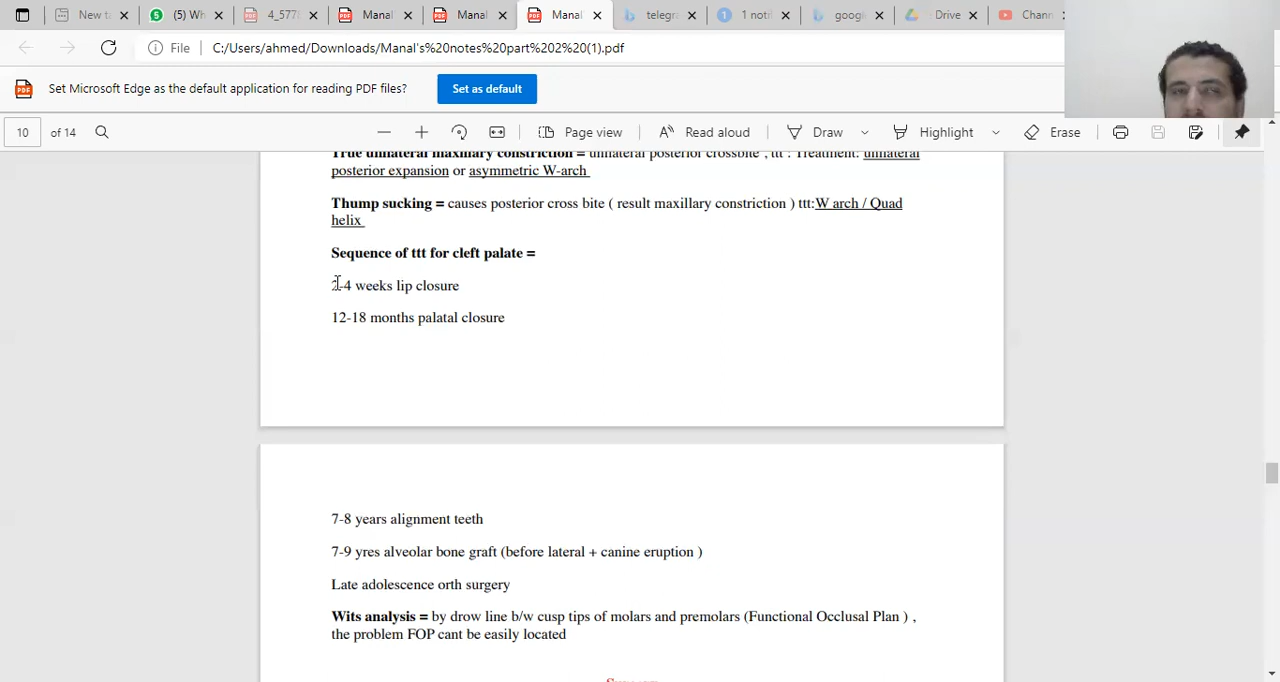 New ta
(5) Wh
4_577
Manal
Manal
Manal
telegra
1 noti
goog
Drive
Chann
File C:/Users/ahmed/Downloads/Manal's%20notes%20part%202%20(1).pdf
Set Microsoft Edge as the default application for reading PDF files? Set as default
10 of 14 Page view Read aloud Draw Highlight Erase
True unilateral maxillary constriction = unilateral posterior crossbite , ttt : Treatment: unilateral
posterior expansion or asymmetric W-arch
Thump sucking = causes posterior cross bite ( result maxillary constriction ) ttt:W arch / Quad
helix
Sequence of ttt for cleft palate =
2-4 weeks lip closure
12-18 months palatal closure
7-8 years alignment teeth
7-9 yres alveolar bone graft (before lateral + canine eruption )
Late adolescence orth surgery
Wits analysis = by drow line b/w cusp tips of molars and premolars (Functional Occlusal Plan ) ,
the problem FOP cant be easily located